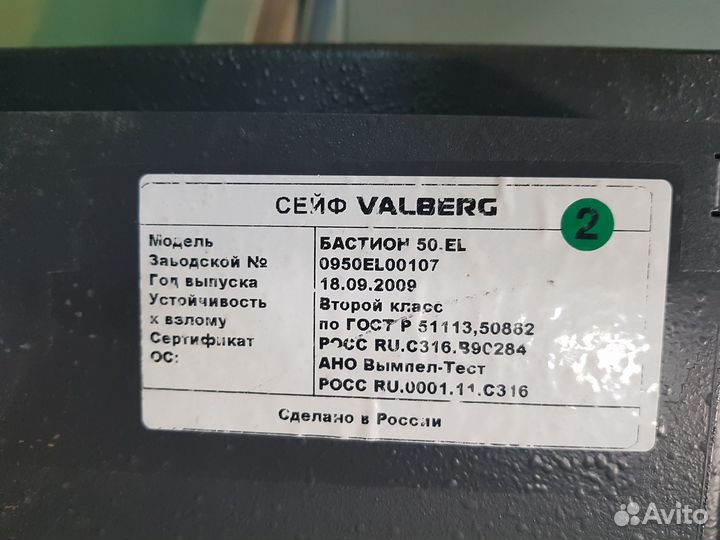 СЕЙФ VALBERG
2
Модель БАСТИОН 50.EL
Заводской № 0950EL00107
Год выпуска 18.09.2009
Устойчивость Второй класс
к взлому по ГОСТ Р 51113,50862
Сертификат РОСС RU.C316.B90284
ОС: АНО Вымпел-Тест
РОСС RU.0001.11.C316
Сделано в России
Avito